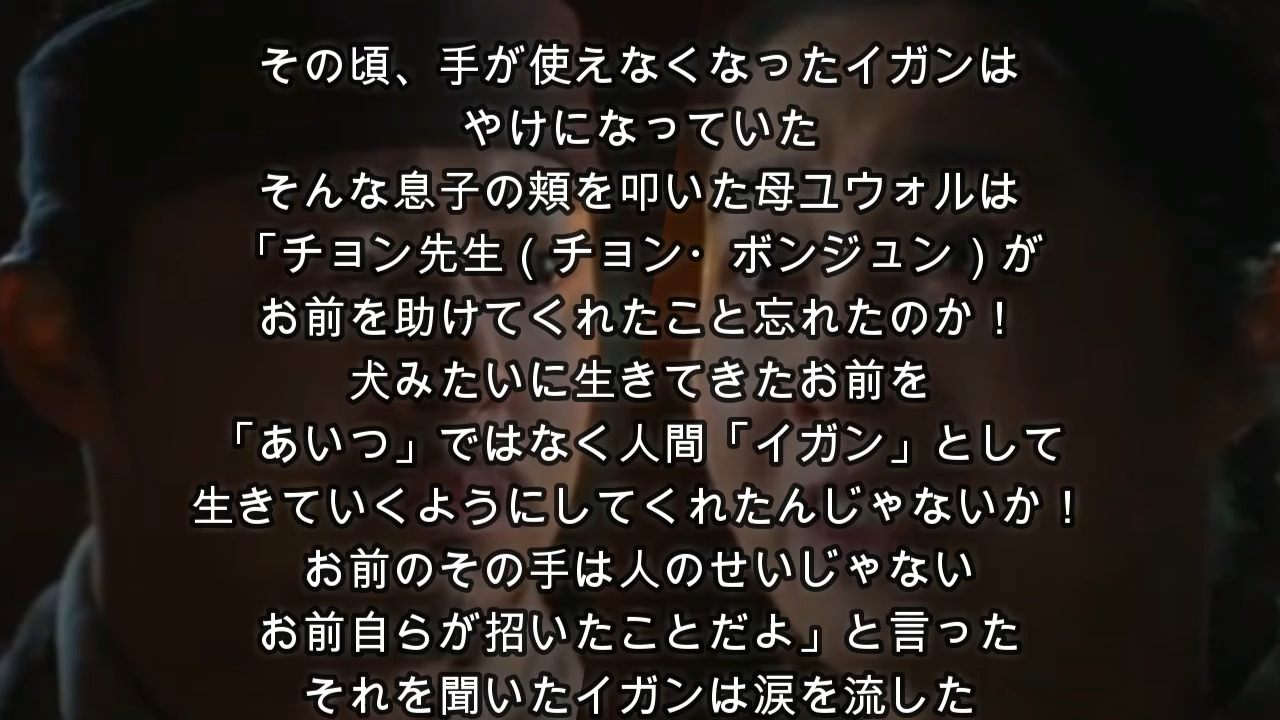 その頃、手が使えなくなったイガンは
やけになっていた
そんな息子の頬を叩いた母ユウォルは
「チョン先生(チョン・ボンジュン)が
お前を助けてくれたこと忘れたのか！
犬みたいに生きてきたお前を
「あいつ」ではなく人間「イガン」として
生きていくようにしてくれたんじゃないか！
お前のその手は人のせいじゃない
お前自らが招いたことだよ」と言った
それを聞いたイガンは涙を流した